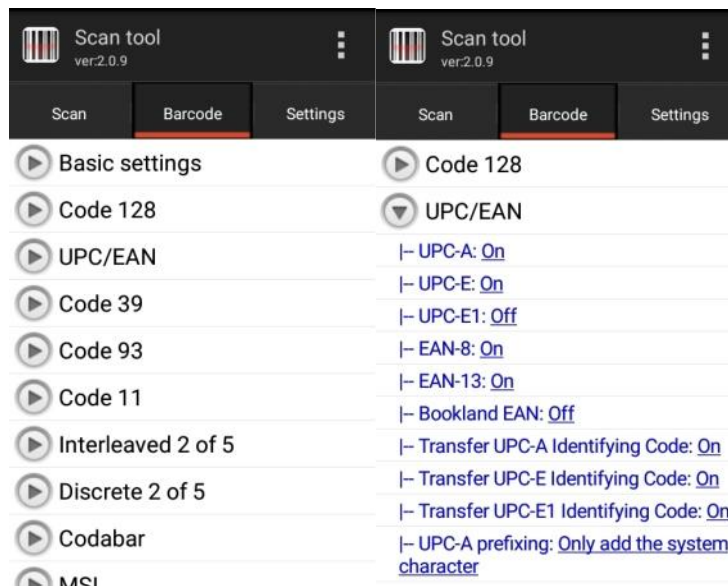 Scan tool
ver:2.0.9
Scan Barcode Settings
Basic settings
Code 128
UPC/EAN
Code 39
Code 93
Code 11
Interleaved 2 of 5
Discrete 2 of 5
Codabar
MSI
Scan tool
ver:2.0.9
Scan Barcode Settings
Code 128
UPC/EAN
|-- UPC-A: On
|-- UPC-E: On
|-- UPC-E1: Off
|-- EAN-8: On
|-- EAN-13: On
|-- Bookland EAN: Off
|-- Transfer UPC-A Identifying Code: On
|-- Transfer UPC-E Identifying Code: On
|-- Transfer UPC-E1 Identifying Code: On
|-- UPC-A prefixing: Only add the system
character